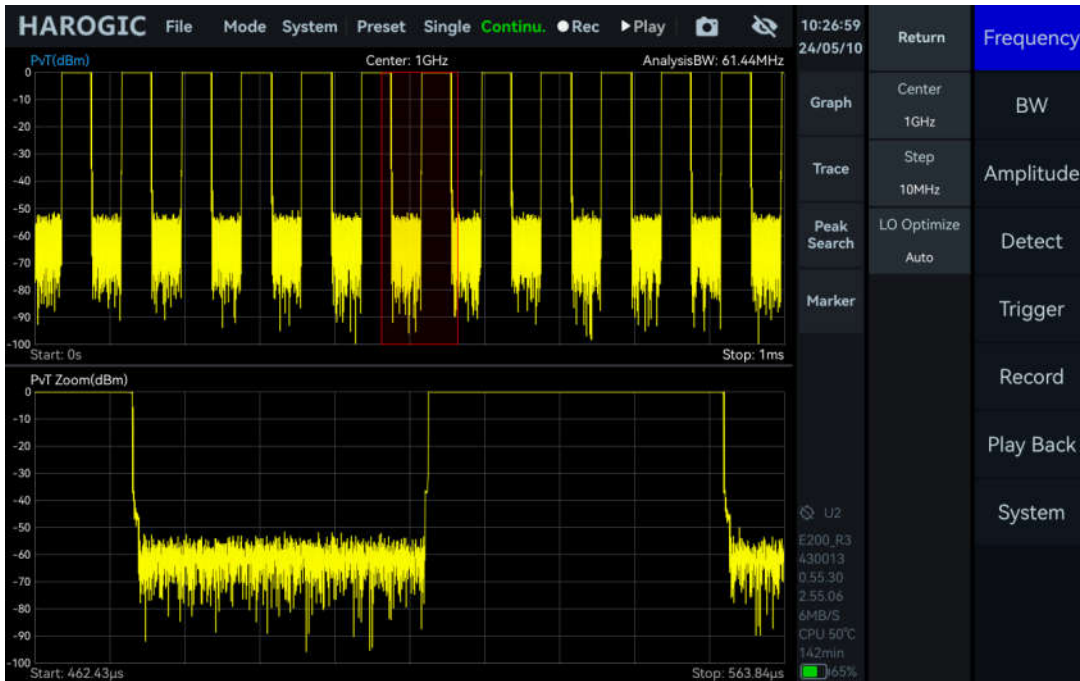 HAROGIC File Mode System Preset Single Continu. Rec Play
10:26:59
24/05/10
PvT(dBm) Center: 1GHz AnalysisBW: 61.44MHz
0
-10
-20
-30
-40
-50
-60
-70
-80
-90
-100
Start: 0s Stop: 1ms
PvT Zoom(dBm)
0
-10
-20
-30
-40
-50
-60
-70
-80
-90
-100
Start: 462.43µs Stop: 563.84µs
Graph
Trace
Peak
Search
Marker
U2
E200_R3
430013
0.55.30
2.55.06
6MB/S
CPU 50°C
142min
65%
Return
Center
1GHz
Step
10MHz
LO Optimize
Auto
Frequency
BW
Amplitude
Detect
Trigger
Record
Play Back
System